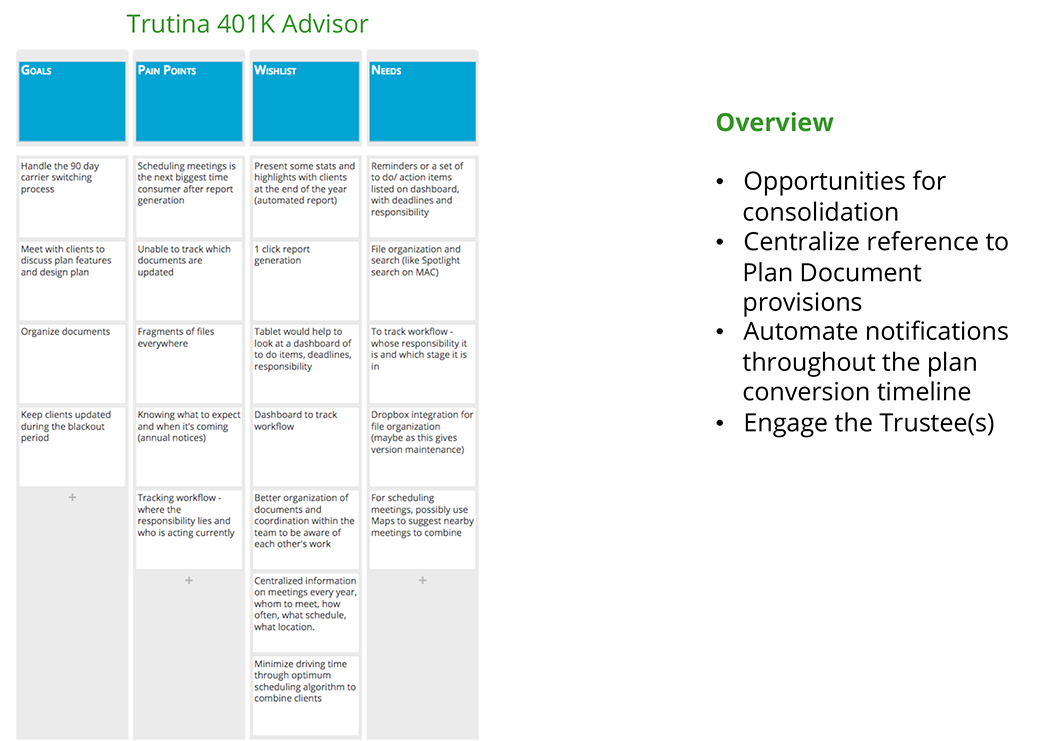 Trutina 401K Advisor
GOALS
Handle the 90 day
carrier switching
process
Meet with clients to
discuss plan features
and design plan
Organize documents
Keep clients updated
during the blackout
period
+
PAIN POINTS
Scheduling meetings is
the next biggest time
consumer after report
generation
Unable to track which
documents are
updated
Fragments of files
everywhere
Knowing what to expect
and when it's coming
(annual notices)
Tracking workflow -
where the
responsibility lies and
who is acting currently
+
WISHLIST
Present some stats and
highlights with clients
at the end of the year
(automated report)
1 click report
generation
Tablet would help to
look at a dashboard of
to do items, deadlines,
responsibility
Dashboard to track
workflow
Better organization of
documents and
coordination within the
team to be aware of
each other's work
Centralized information
on meetings every year,
whom to meet, how
often, what schedule,
what location.
Minimize driving time
through optimum
scheduling algorithm to
combine clients
NEEDS
Reminders or a set of
to do/ action items
listed on dashboard,
with deadlines and
responsibility
File organization and
search (like Spotlight
search on MAC)
To track workflow -
whose responsibility it
is and which stage it is
in
Dropbox integration for
file organization
(maybe as this gives
version maintenance)
For scheduling
meetings, possibly use
Maps to suggest nearby
meetings to combine
+
Overview
• Opportunities for
consolidation
• Centralize reference to
Plan Document
provisions
• Automate notifications
throughout the plan
conversion timeline
• Engage the Trustee(s)